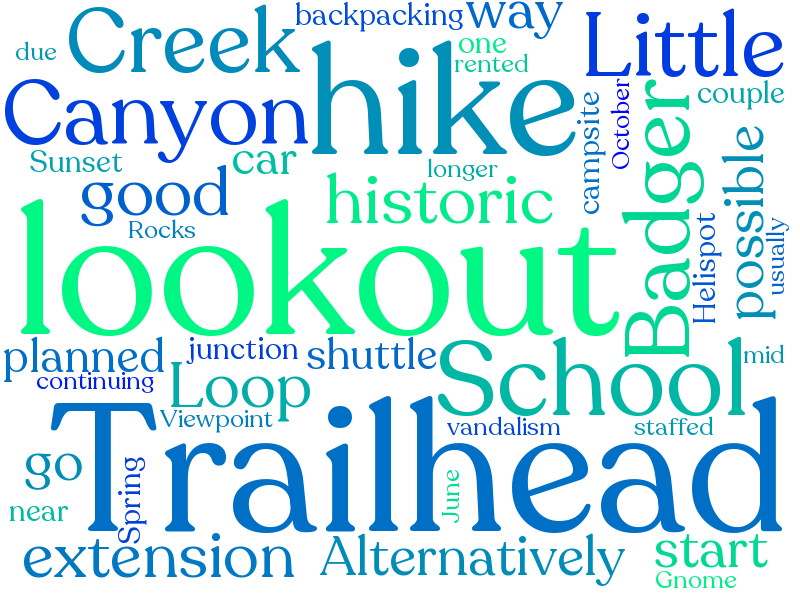 backpacking
way
Creek
due
one
rented
Little
hike
Canyon
couple
Sunset
car
longer
campsite
October
Badger
possible
good
historic
Rocks
Helispot
usually
lookout
planned
junction
shuttle
School
mid
continuing
Loop
Viewpoint
vandalism
staffed
Trailhead
go
near
Spring
June
extension
Alternatively
start
Gnome